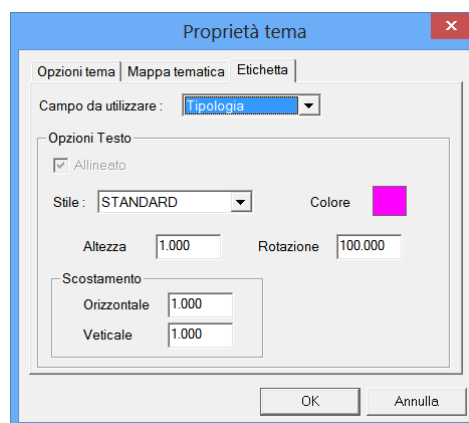 Proprietà tema
Opzioni tema Mappa tematica Etichetta
Campo da utilizzare : Tipologia
Opzioni Testo
Allineato
Stile : STANDARD Colore
Altezza 1.000 Rotazione 100.000
Scostamento
Orizzontale 1.000
Veticale 1.000
OK Annulla